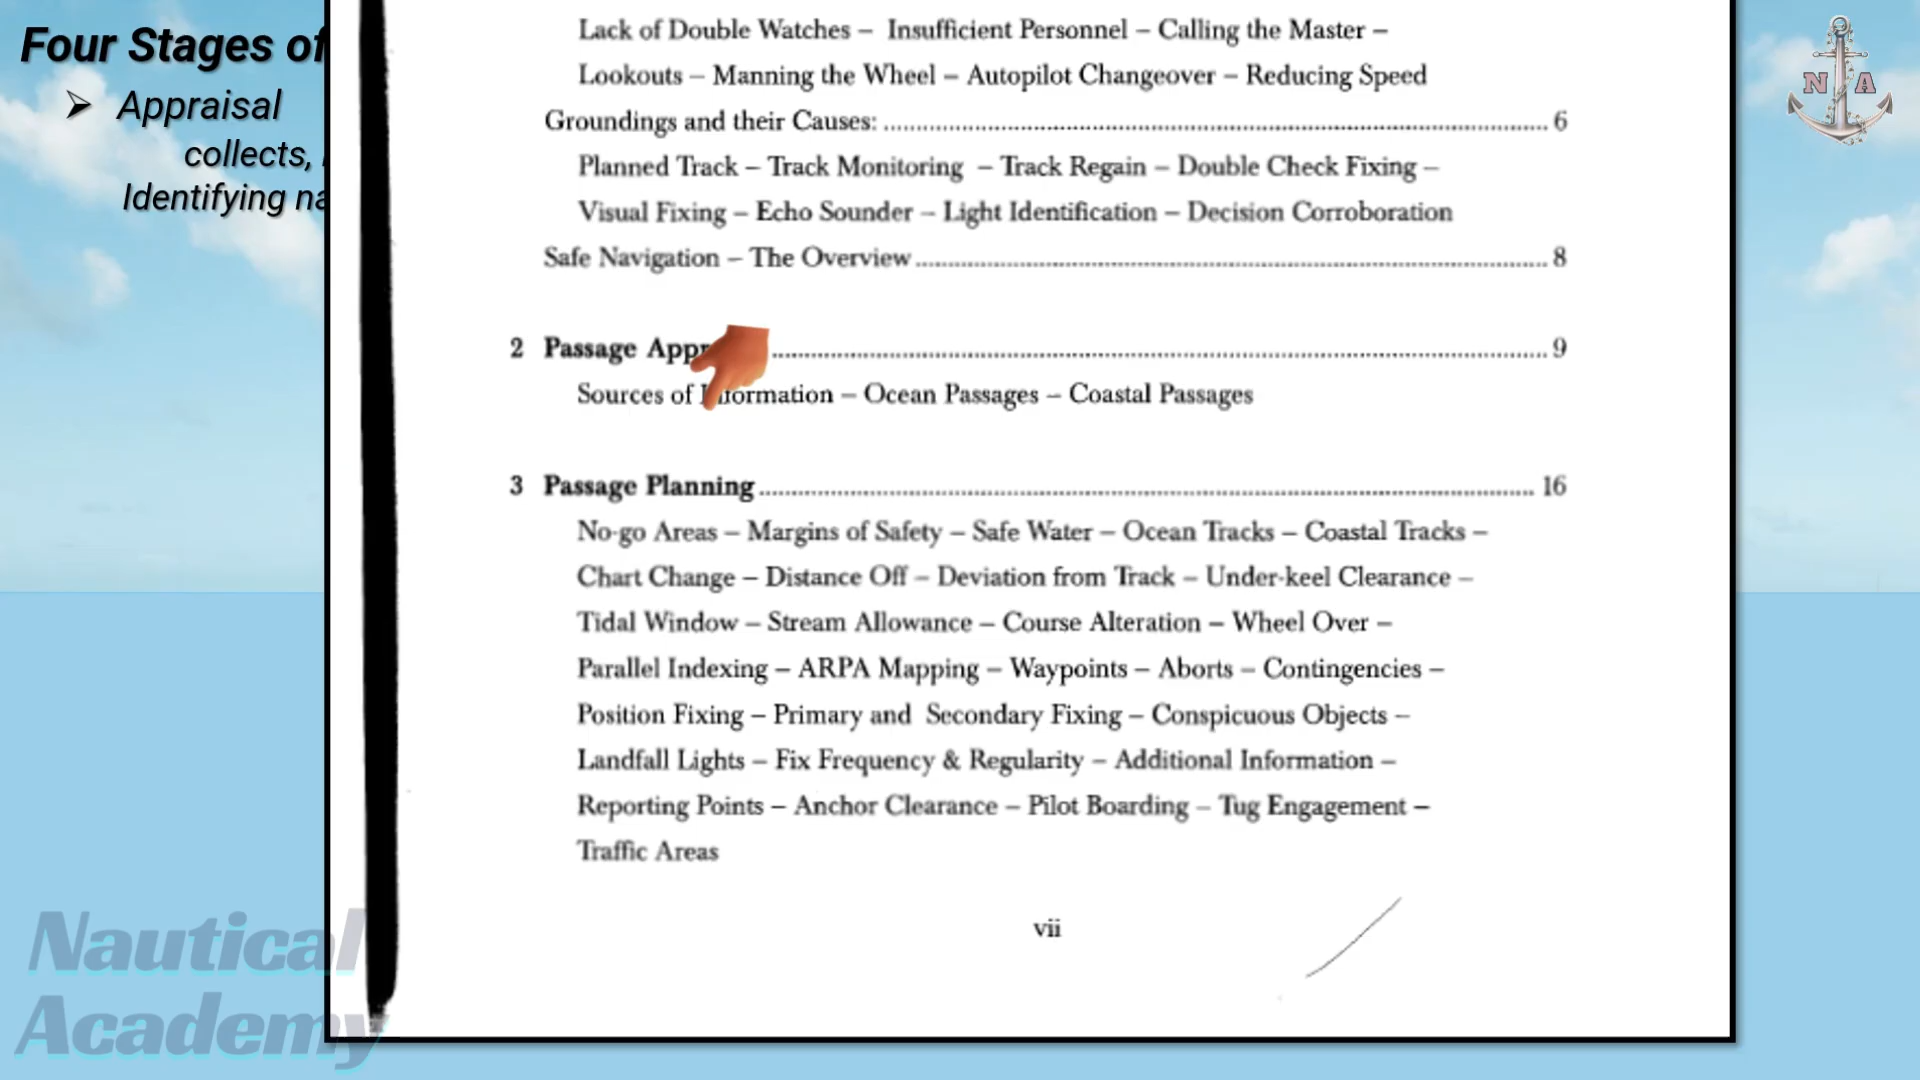 Four Stages of
➢ Appraisal
collects,
Identifying na
N A
Lack of Double Watches – Insufficient Personnel – Calling the Master –
Lookouts – Manning the Wheel – Autopilot Changeover – Reducing Speed
Groundings and their Causes: ........ 6
Planned Track – Track Monitoring – Track Regain – Double Check Fixing –
Visual Fixing – Echo Sounder – Light Identification – Decision Corroboration
Safe Navigation – The Overview ........ 8
2 Passage App ........ 9
Sources of Information – Ocean Passages – Coastal Passages
3 Passage Planning ........ 16
No-go Areas – Margins of Safety – Safe Water – Ocean Tracks – Coastal Tracks –
Chart Change – Distance Off – Deviation from Track – Under-keel Clearance –
Tidal Window – Stream Allowance – Course Alteration – Wheel Over –
Parallel Indexing – ARPA Mapping – Waypoints – Aborts – Contingencies –
Position Fixing – Primary and Secondary Fixing – Conspicuous Objects –
Landfall Lights – Fix Frequency & Regularity – Additional Information –
Reporting Points – Anchor Clearance – Pilot Boarding – Tug Engagement –
Traffic Areas
vii
Nautical
Academy